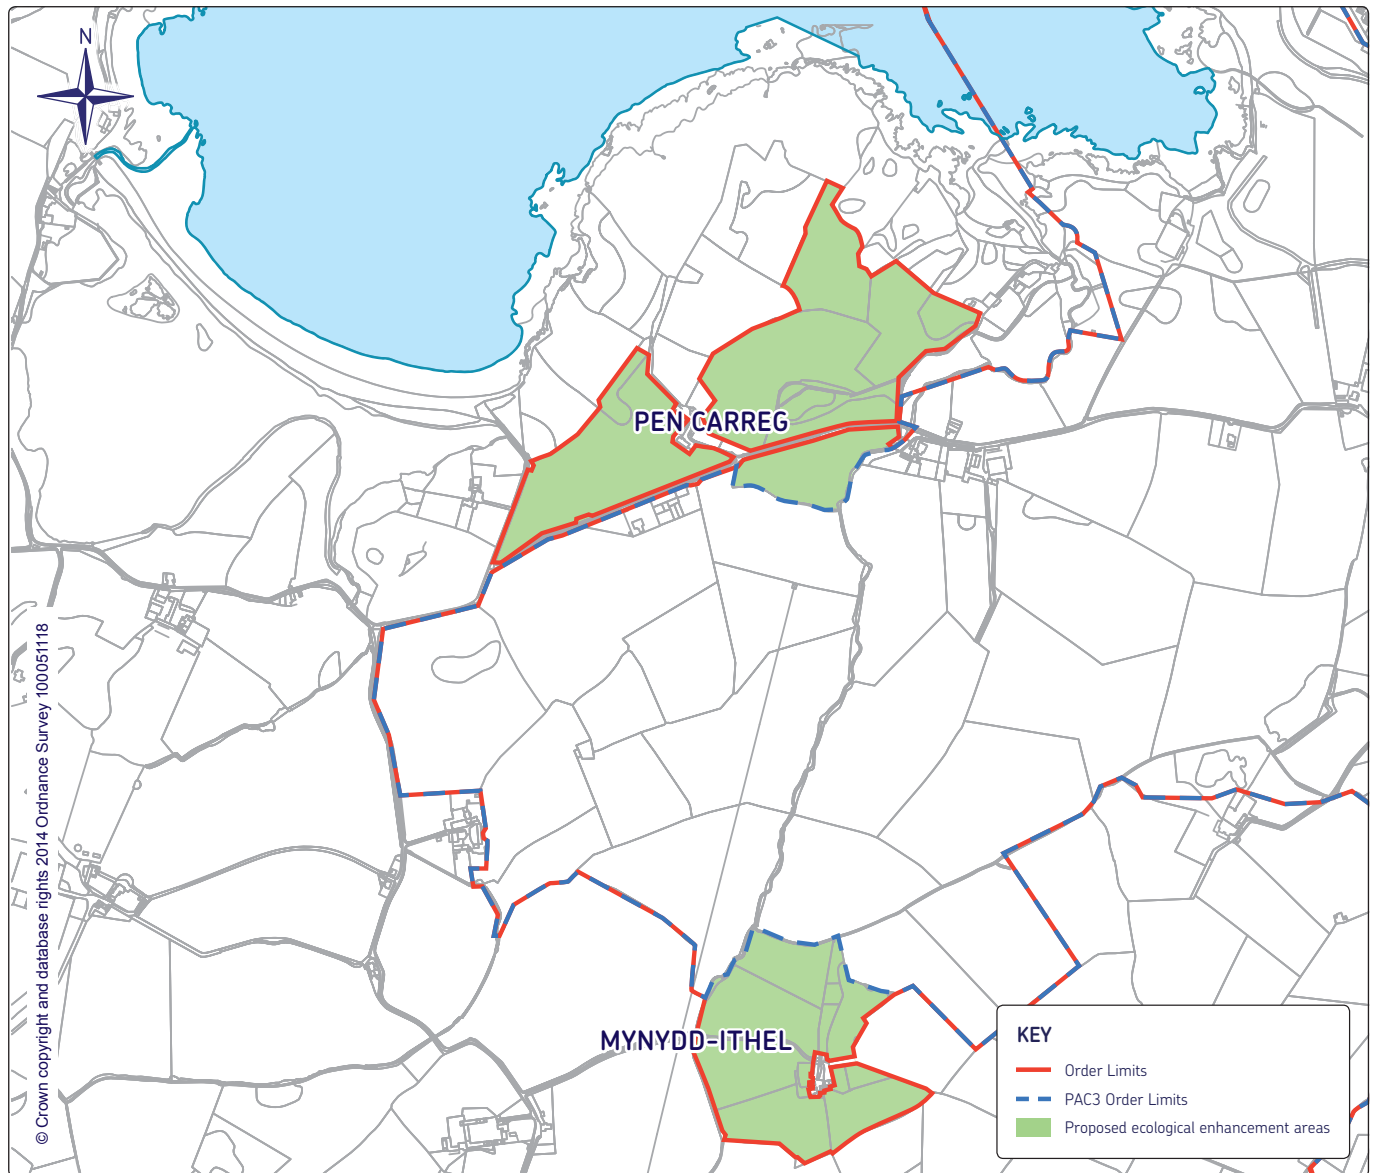 N
PEN CARREG
MYNYDD-ITHEL
KEY
Order Limits
PAC3 Order Limits
Proposed ecological enhancement areas
© Crown copyright and database rights 2014 Ordnance Survey 100051118